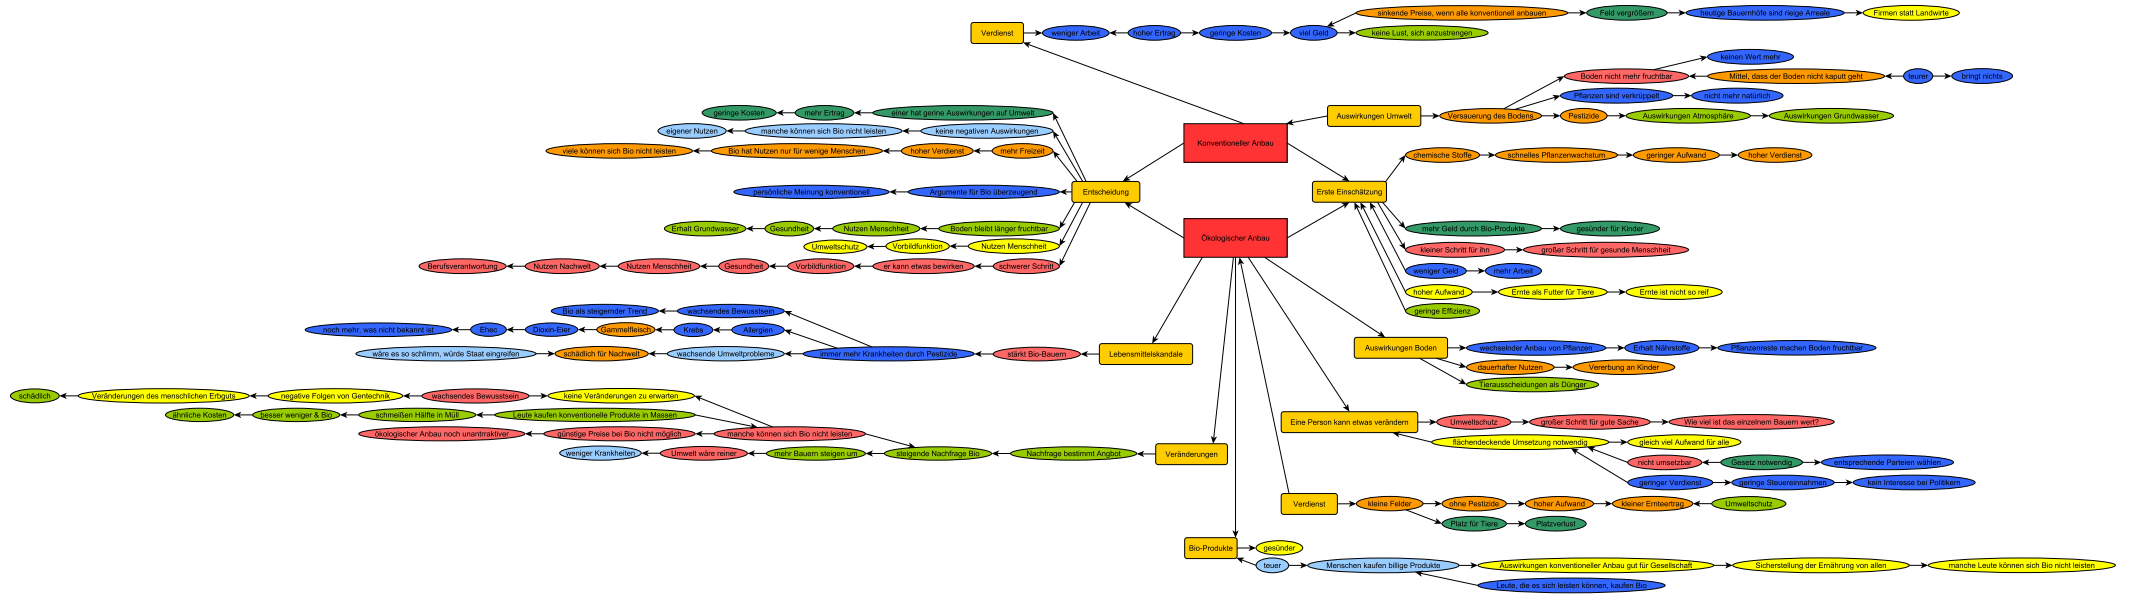 sinkende Preise, wenn alle konventionell anbauen
Feld vergrößern
heutige Bauernhöfe sind rieige Arreale
Firmen statt Landwirte
Verdienst
weniger Arbeit
hoher Ertrag
geringe Kosten
viel Geld
keine Lust, sich anzustrengen
keinen Wert mehr
Boden nicht mehr fruchtbar
Mittel, dass der Boden nicht kaputt geht
teurer
bringt nichts
Pflanzen sind verkrüppelt
nicht mehr natürlich
Auswirkungen Umwelt
Versauerung des Bodens
Pestizide
Auswirkungen Atmosphäre
Auswirkungen Grundwasser
geringe Kosten
mehr Ertrag
einer hat gerine Auswirkungen auf Umwelt
eigener Nutzen
manche können sich Bio nicht leisten
keine negativen Auswirkungen
Konventioneller Anbau
viele können sich Bio nicht leisten
Bio hat Nutzen nur für wenige Menschen
hoher Verdienst
mehr Freizeit
chemische Stoffe
schnelles Pflanzenwachstum
geringer Aufwand
hoher Verdienst
persönliche Meinung konventionell
Argumente für Bio überzeugend
Entscheidung
Erste Einschätzung
Erhalt Grundwasser
Gesundheit
Nutzen Menschheit
Boden bleibt länger fruchtbar
mehr Geld durch Bio-Produkte
gesünder für Kinder
Umweltschutz
Vorbildfunktion
Nutzen Menschheit
Ökologischer Anbau
kleiner Schritt für ihn
großer Schritt für gesunde Menschheit
Berufsverantwortung
Nutzen Nachwelt
Nutzen Menschheit
Gesundheit
Vorbildfunktion
er kann etwas bewirken
schwerer Schritt
weniger Geld
mehr Arbeit
hoher Aufwand
Ernte als Futter für Tiere
Ernte ist nicht so reif
geringe Effizienz
Bio als steigernder Trend
wachsendes Bewusstsein
noch mehr, was nicht bekannt ist
Ehec
Dioxin-Eier
Gammelfleisch
Krebs
Allergien
wäre es so schlimm, würde Staat eingreifen
schädlich für Nachwelt
wachsende Umweltprobleme
immer mehr Krankheiten durch Pestizide
stärkt Bio-Bauern
Lebensmittelskandale
Auswirkungen Boden
wechselnder Anbau von Pflanzen
Erhalt Nährstoffe
Pflanzenreste machen Boden fruchtbar
dauerhafter Nutzen
Vererbung an Kinder
Tierausscheidungen als Dünger
schädlich
Veränderungen des menschlichen Erbguts
negative Folgen von Gentechnik
wachsendes Bewusstsein
keine Veränderungen zu erwarten
ähnliche Kosten
besser weniger & Bio
schmeißen Hälfte in Müll
Leute kaufen konventionelle Produkte in Massen
Eine Person kann etwas verändern
Umweltschutz
großer Schritt für gute Sache
Wie viel ist das einzelnem Bauern wert?
ökologischer Anbau noch unantrraktiver
günstige Preise bei Bio nicht möglich
manche können sich Bio nicht leisten
flächendeckende Umsetzung notwendig
gleich viel Aufwand für alle
weniger Krankheiten
Umwelt wäre reiner
mehr Bauern steigen um
steigende Nachfrage Bio
Nachfrage bestimmt Angbot
Veränderungen
nicht umsetzbar
Gesetz notwendig
entsprechende Parteien wählen
geringer Verdienst
geringe Steuereinnahmen
kein Interesse bei Politikern
Verdienst
kleine Felder
ohne Pestizide
hoher Aufwand
kleiner Ernteertrag
Umweltschutz
Platz für Tiere
Platzverlust
Bio-Produkte
gesünder
teuer
Menschen kaufen billige Produkte
Auswirkungen konventioneller Anbau gut für Gesellschaft
Sicherstellung der Ernährung von allen
manche Leute können sich Bio nicht leisten
Leute, die es sich leisten können, kaufen Bio